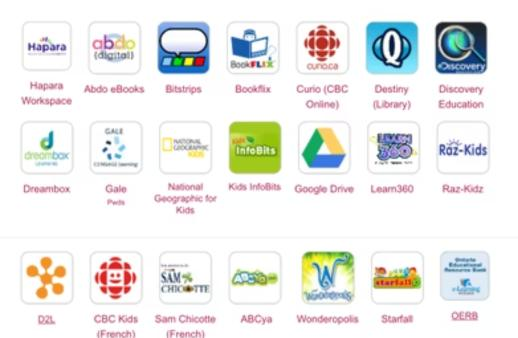 Hapara
abdo
{digital}
BookFLIX
curio.ca
Q
Discovery
Hapara
Workspace
Abdo eBooks
Bitstrips
Bookflix
Curio (CBC
Online)
Destiny
(Library)
Discovery
Education
dreambox
LEARNING
GALE
CENGAGE Learning
NATIONAL
GEOGRAPHIC
KIDS
Kids
InfoBits
LEARN
360
Raz-Kids
Dreambox
Gale
Pwds
National
Geographic for
Kids
Kids InfoBits
Google Drive
Learn360
Raz-Kidz
SAM
CHICOTTE
ABCya
W
Wonderopolis
starfall
Ontario
Educational
Resource Bank
eLearning
D2L
CBC Kids
(French)
Sam Chicotte
(French)
ABCya
Wonderopolis
Starfall
OERB